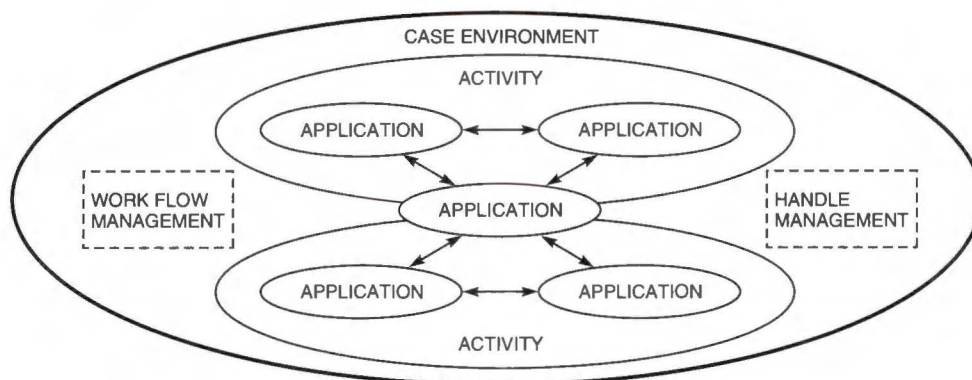 CASE ENVIRONMENT
ACTIVITY
APPLICATION
APPLICATION
WORK FLOW
MANAGEMENT
APPLICATION
HANDLE
MANAGEMENT
APPLICATION
APPLICATION
ACTIVITY